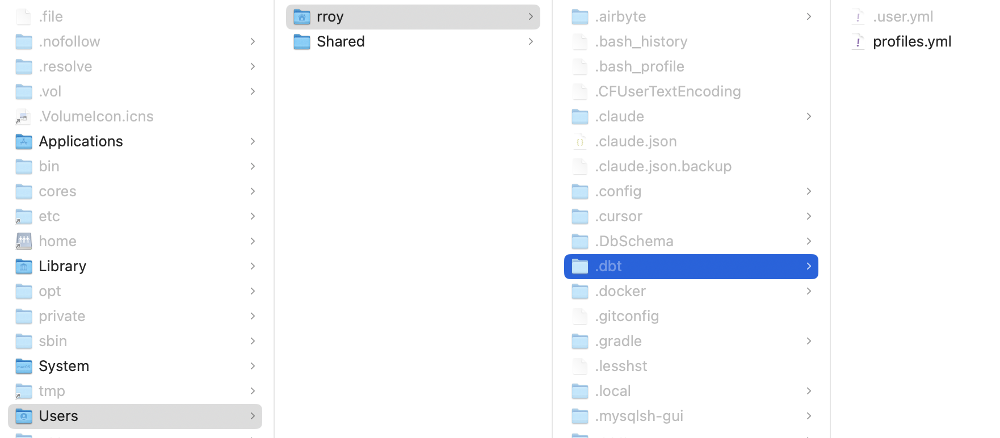 .file
.nofollow
.resolve
.vol
.VolumeIcon.icns
Applications
bin
cores
etc
home
Library
opt
private
sbin
System
tmp
Users
rroy
Shared
.airbyte
.bash_history
.bash_profile
.CFUserTextEncoding
.claude
.claude.json
.claude.json.backup
.config
.cursor
.DbSchema
.dbt
.docker
.gitconfig
.gradle
.lesshst
.local
.mysqlsh-gui
.user.yml
profiles.yml